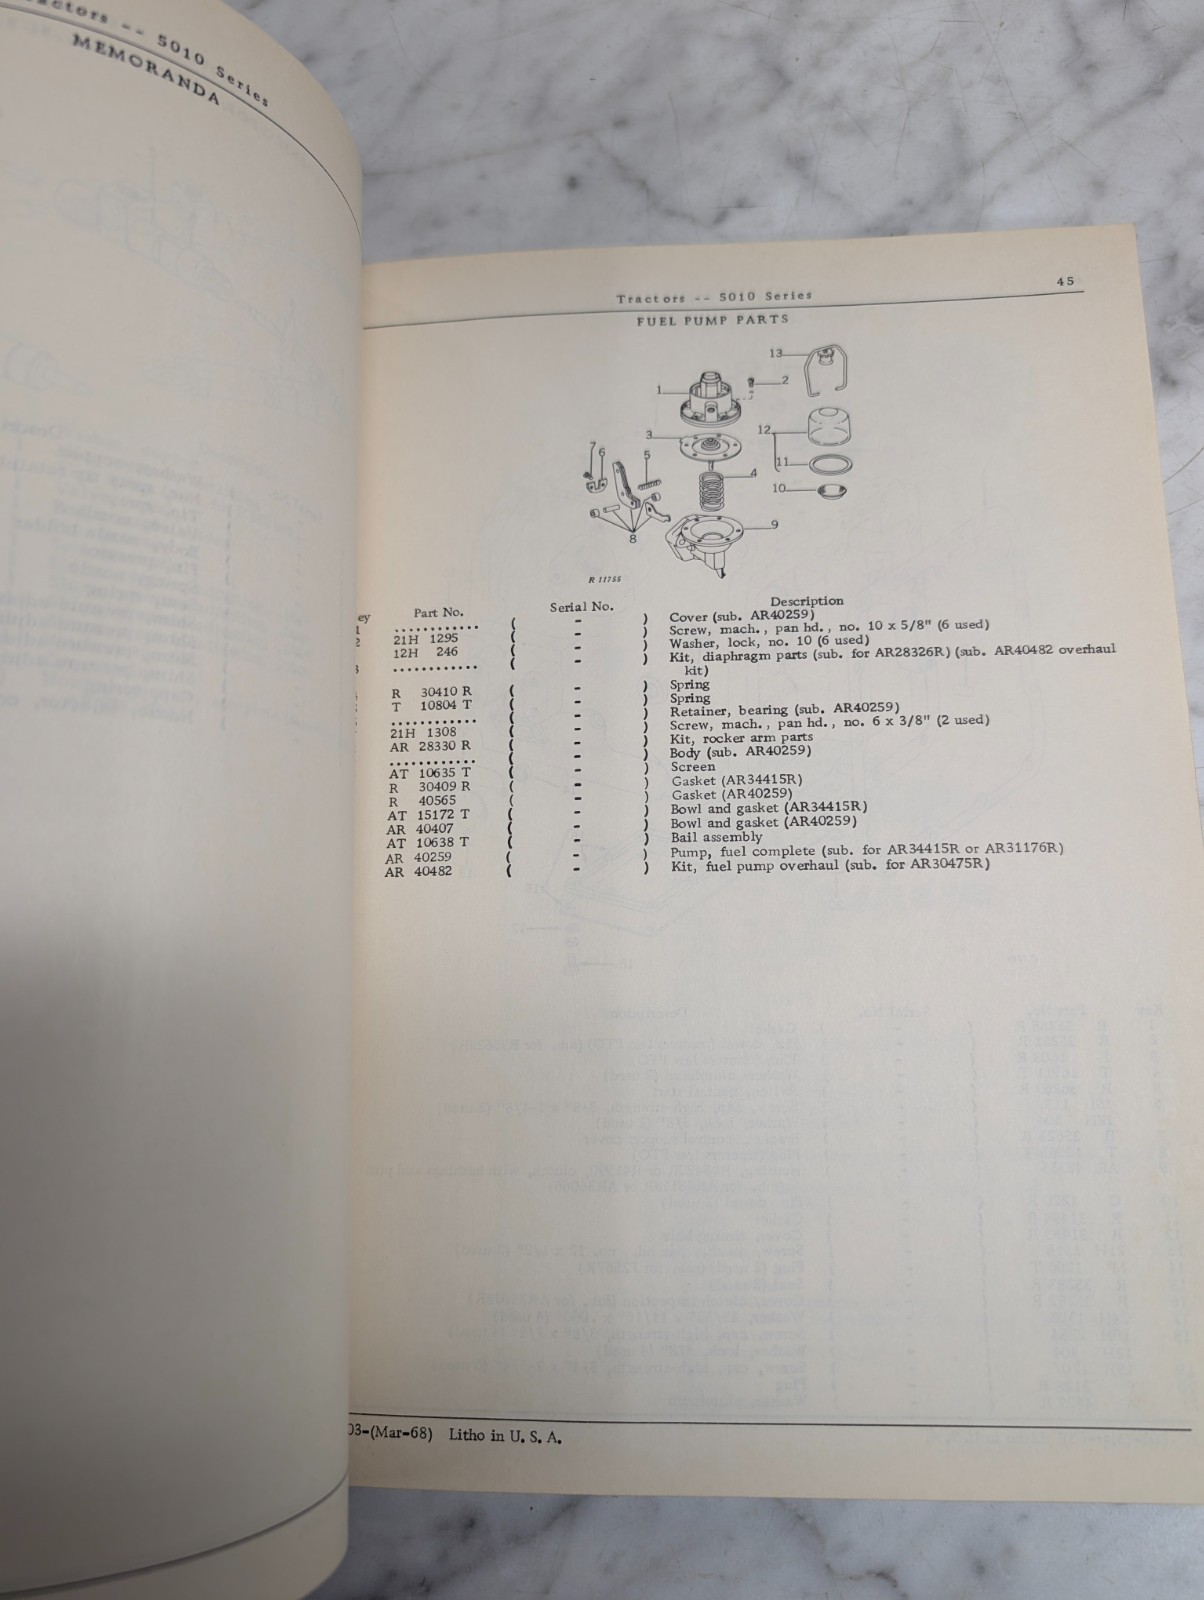 Tractors -- 5010 Series
MEMORANDA
Tractors -- 5010 Series
45
FUEL PUMP PARTS
13
1
2
3
12
7
6
5
4
11
10
8
9
R 11755
Part No. Serial No. Description
............ ( - ) Cover (sub. AR40259)
21H 1295 ( - ) Screw, mach., pan hd., no. 10 x 5/8" (6 used)
12H 246 ( - ) Washer, lock, no. 10 (6 used)
............ ( - ) Kit, diaphragm parts (sub. for AR28326R) (sub. AR40482 overhaul
kit)
R 30410 R ( - ) Spring
T 10804 T ( - ) Spring
............ ( - ) Retainer, bearing (sub. AR40259)
21H 1308 ( - ) Screw, mach., pan hd., no. 6 x 3/8" (2 used)
AR 28330 R ( - ) Kit, rocker arm parts
............ ( - ) Body (sub. AR40259)
AT 10635 T ( - ) Screen
R 30409 R ( - ) Gasket (AR34415R)
R 40565 ( - ) Gasket (AR40259)
AT 15172 T ( - ) Bowl and gasket (AR34415R)
AR 40407 ( - ) Bowl and gasket (AR40259)
AT 10638 T ( - ) Bail assembly
AR 40259 ( - ) Pump, fuel complete (sub. for AR34415R or AR31176R)
AR 40482 ( - ) Kit, fuel pump overhaul (sub. for AR30475R)
03-(Mar-68) Litho in U. S. A.